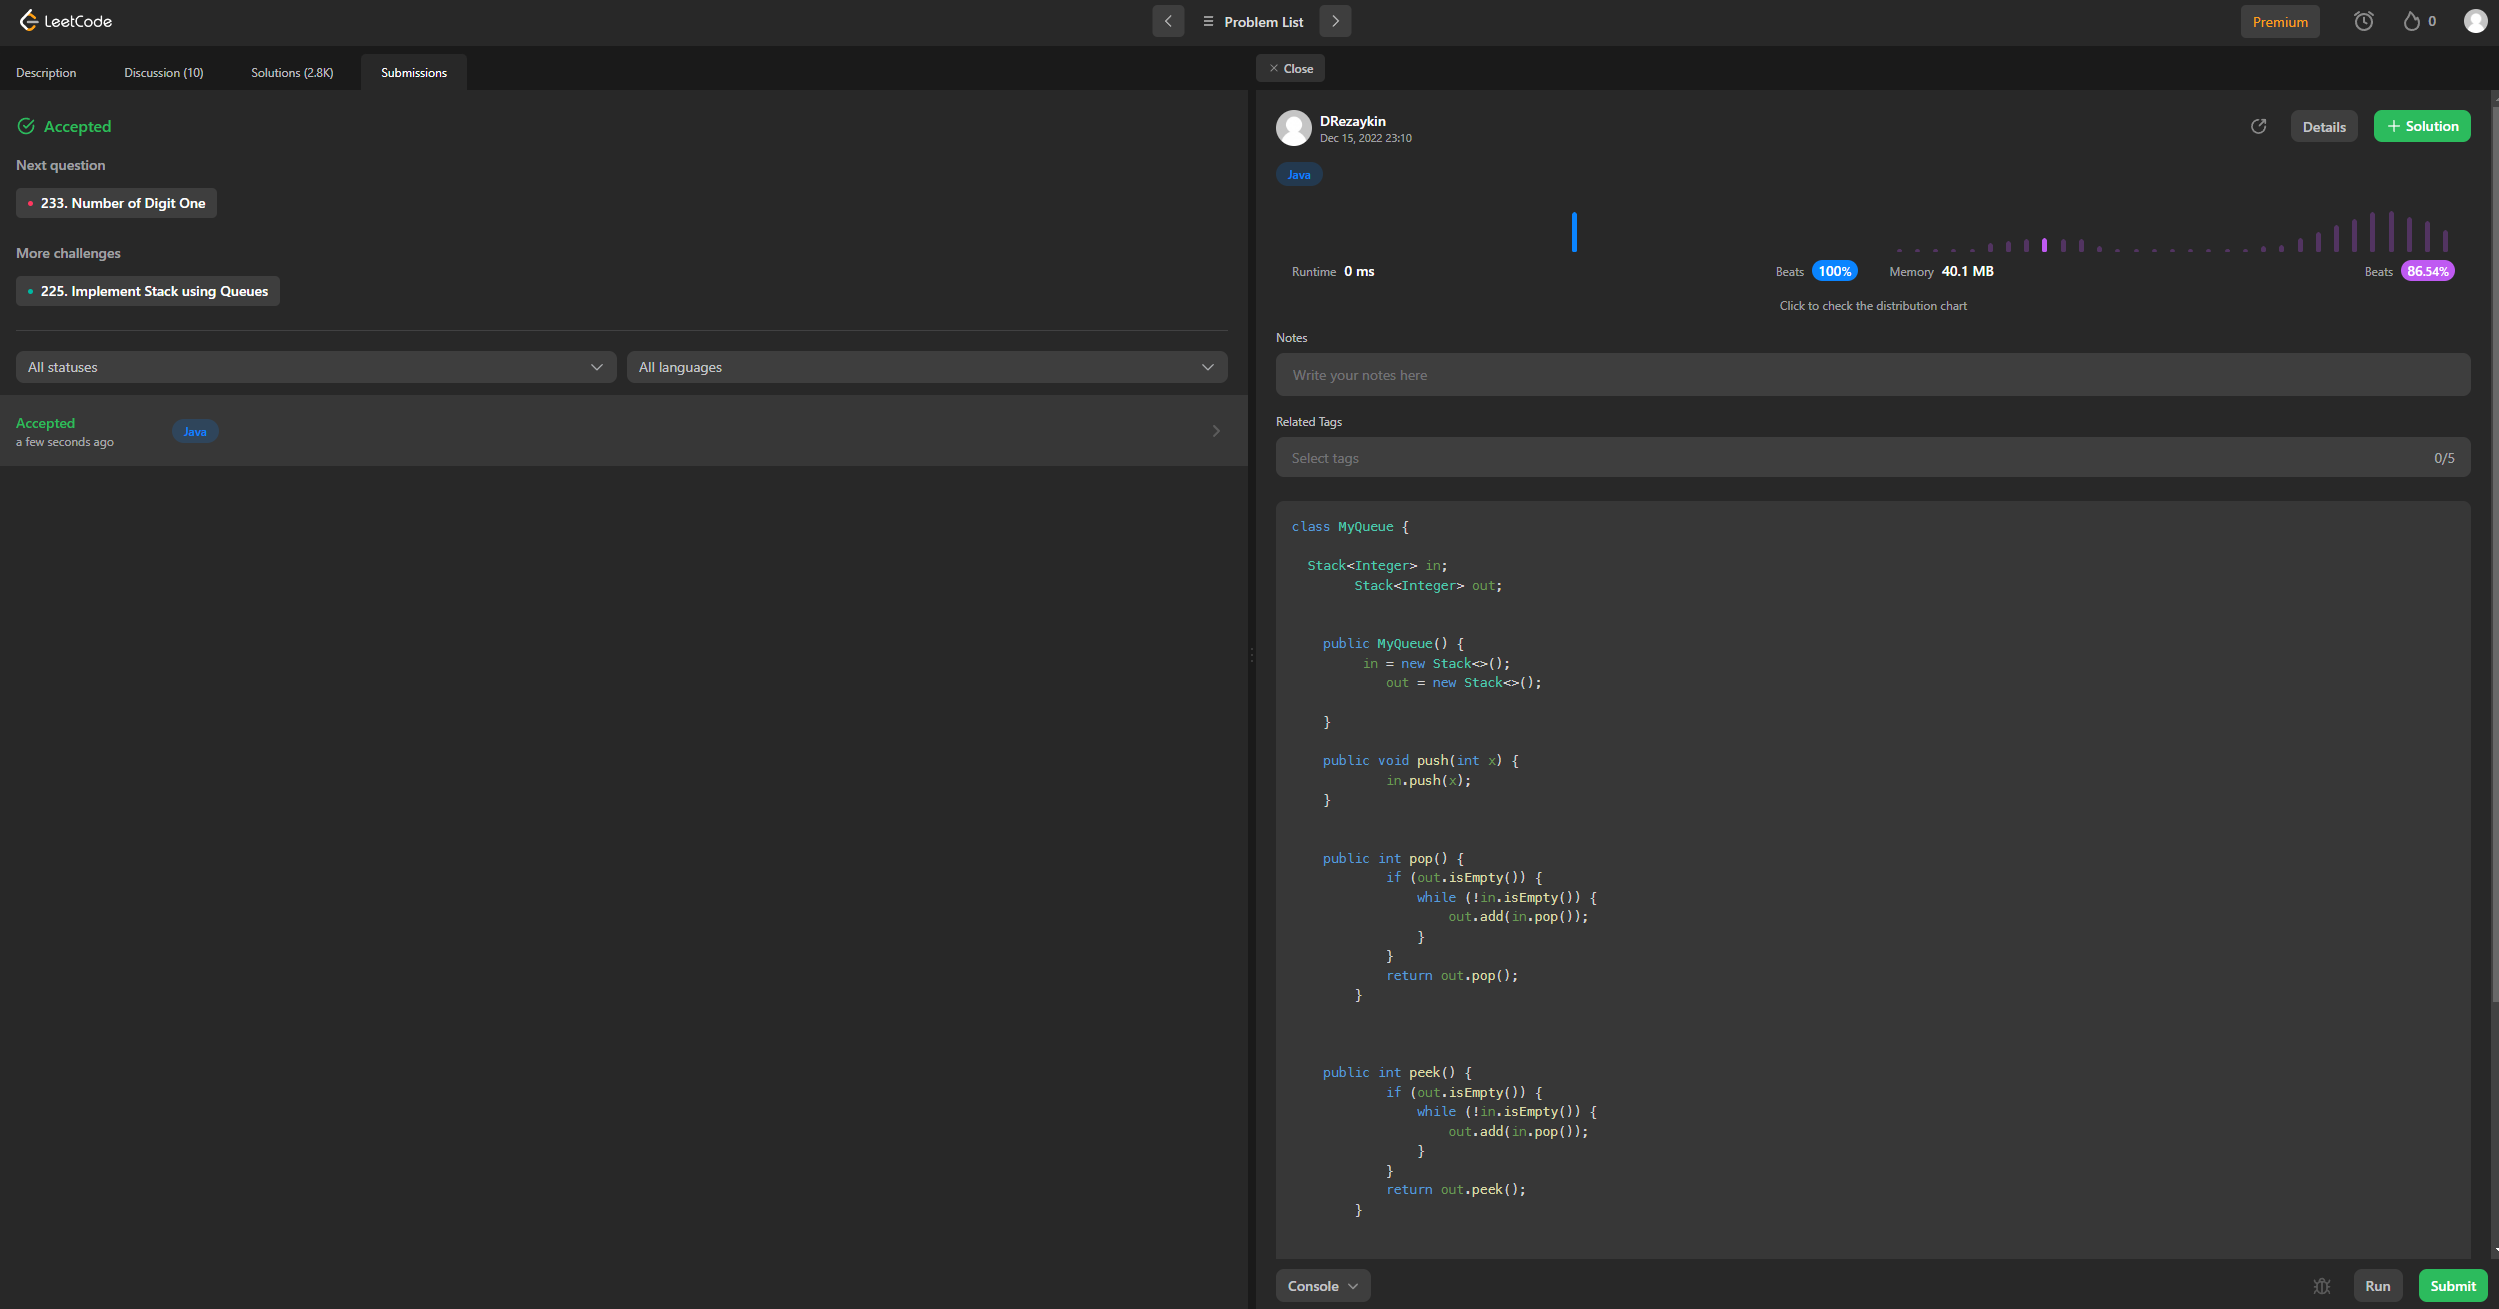 LeetCode
Problem List
Premium
0
Description
Discussion (10)
Solutions (2.8K)
Submissions
Accepted
Next question
233. Number of Digit One
More challenges
225. Implement Stack using Queues
All statuses
All languages
Accepted
a few seconds ago
Java
Close
DRezaykin
Dec 15, 2022 23:10
Details
Solution
Java
Runtime 0 ms
Beats 100%
Memory 40.1 MB
Beats 86.54%
Click to check the distribution chart
Notes
Write your notes here
Related Tags
Select tags
0/5
class MyQueue {
Stack<Integer> in;
Stack<Integer> out;
public MyQueue() {
in = new Stack<>();
out = new Stack<>();
}
public void push(int x) {
in.push(x);
}
public int pop() {
if (out.isEmpty()) {
while (!in.isEmpty()) {
out.add(in.pop());
}
}
return out.pop();
}
public int peek() {
if (out.isEmpty()) {
while (!in.isEmpty()) {
out.add(in.pop());
}
}
return out.peek();
}
Console
Run
Submit